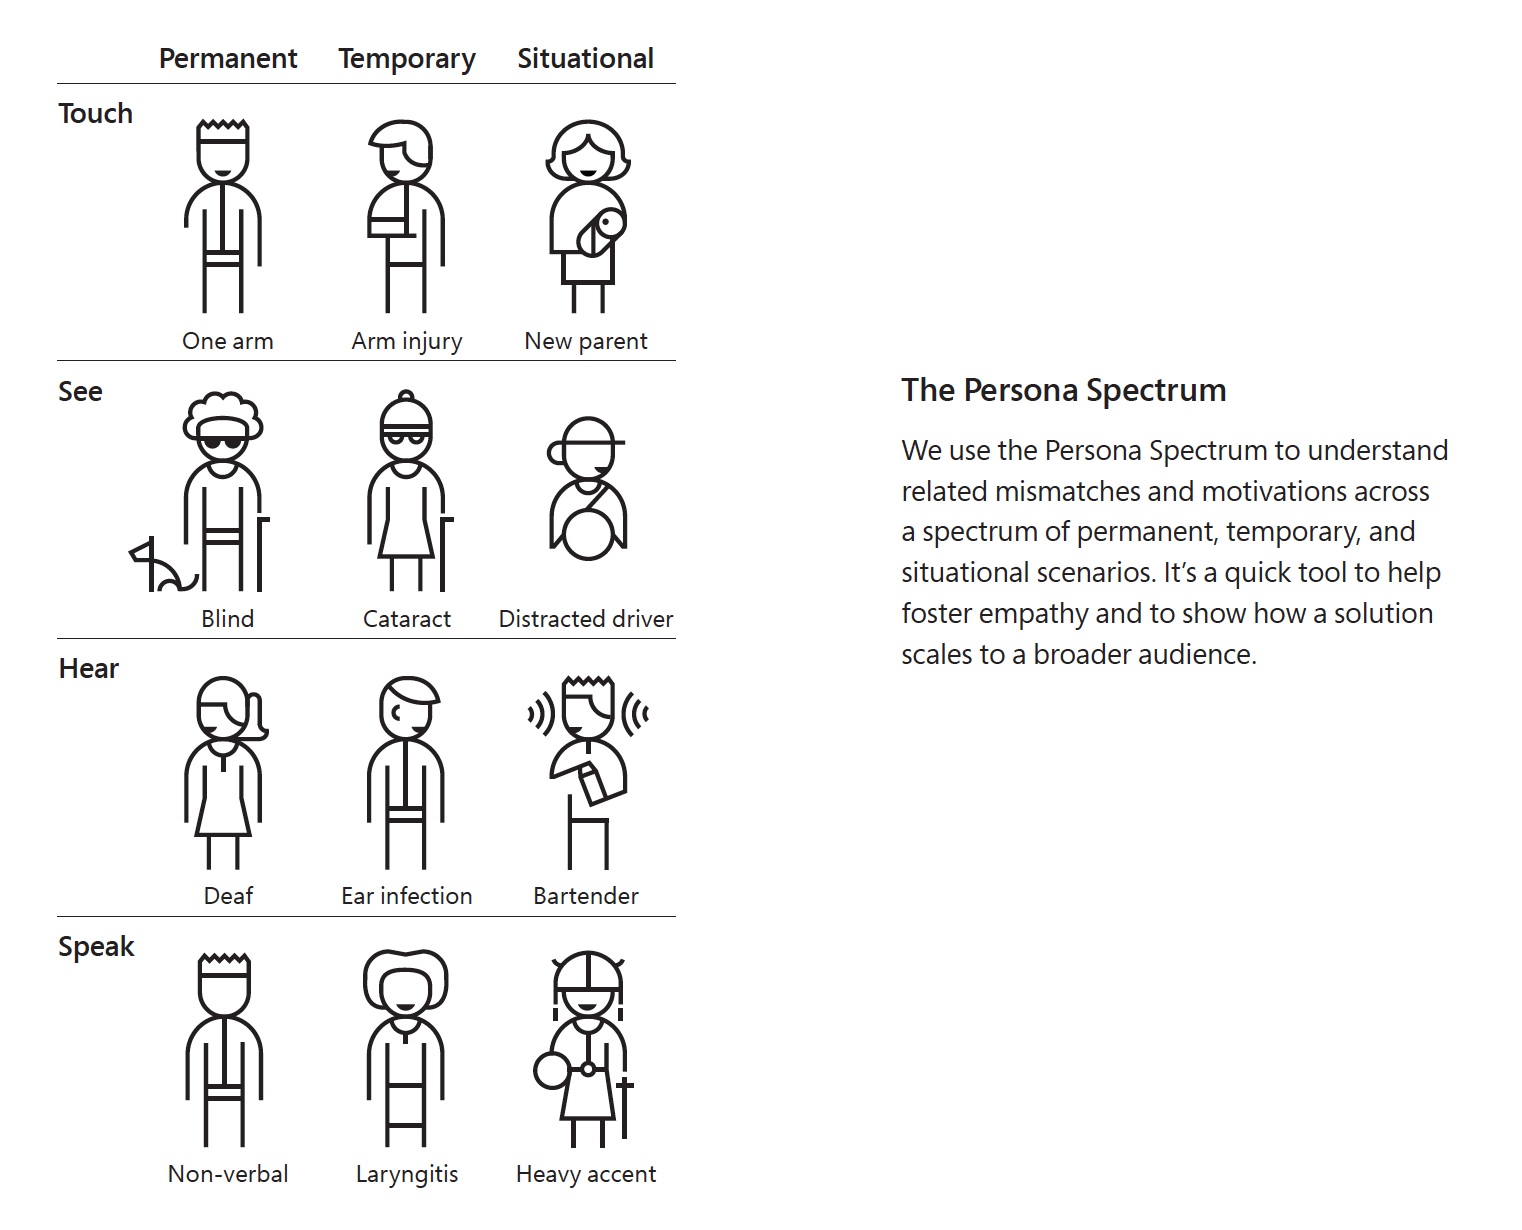 Permanent Temporary Situational
Touch
One arm Arm injury New parent
See
Blind Cataract Distracted driver
Hear
Deaf Ear infection Bartender
Speak
Non-verbal Laryngitis Heavy accent
The Persona Spectrum
We use the Persona Spectrum to understand
related mismatches and motivations across
a spectrum of permanent, temporary, and
situational scenarios. It’s a quick tool to help
foster empathy and to show how a solution
scales to a broader audience.